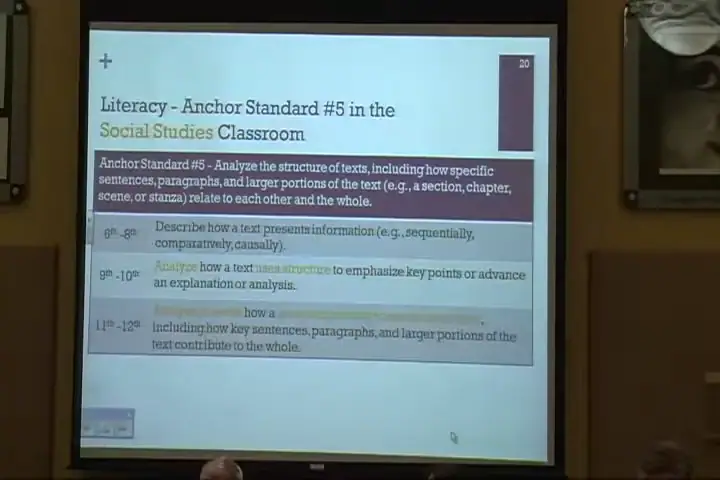 +
20
Literacy - Anchor Standard #5 in the
Social Studies Classroom
Anchor Standard #5 - Analyze the structure of texts, including how specific
sentences, paragraphs, and larger portions of the text (e.g., a section, chapter,
scene, or stanza) relate to each other and the whole.
6th -8th
Describe how a text presents information (e.g., sequentially,
comparatively, causally).
9th -10th
Analyze how a text uses structure to emphasize key points or advance
an explanation or analysis.
11th -12th
how a
including how key sentences, paragraphs, and larger portions of the
text contribute to the whole.